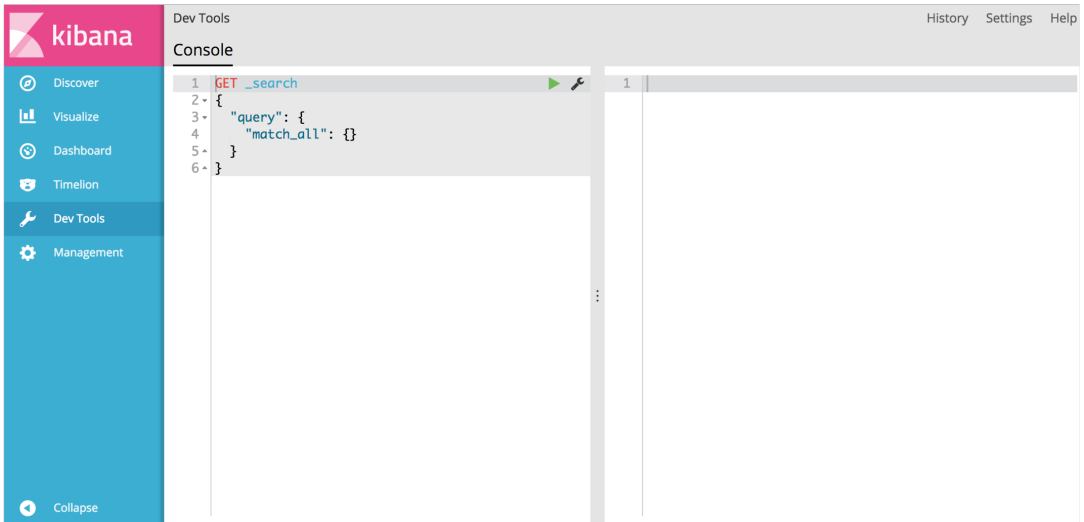 kibana
Discover
Visualize
Dashboard
Timelion
Dev Tools
Management
Collapse
Dev Tools
History Settings Help
Console
1 GET _search
2 {
3 "query": {
4 "match_all": {}
5 }
6 }
1